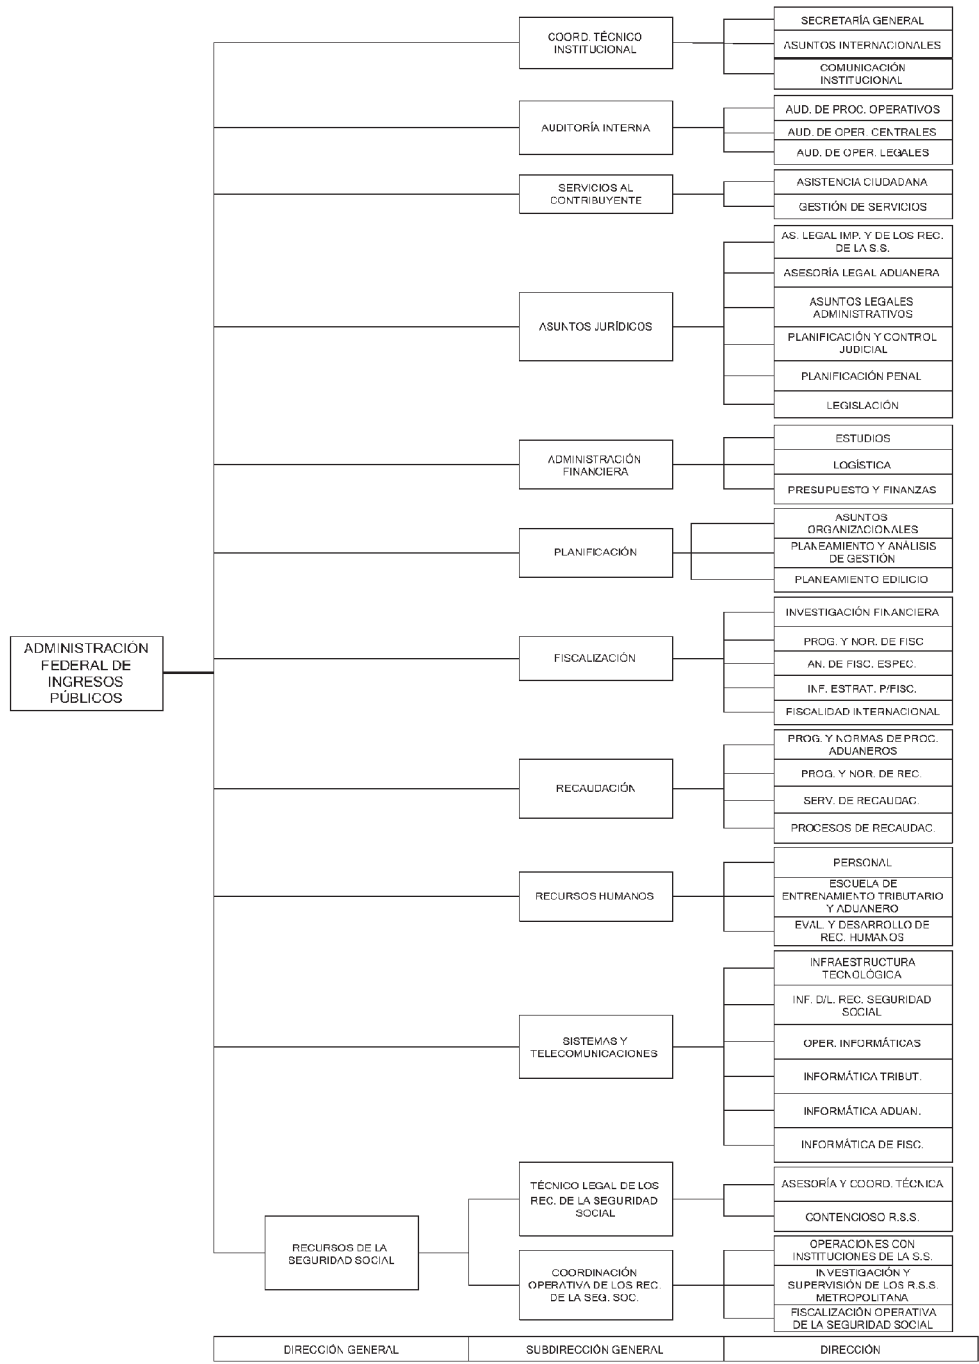 ADMINISTRACIÓN
FEDERAL DE
INGRESOS
PÚBLICOS
COORD. TÉCNICO
INSTITUCIONAL
SECRETARÍA GENERAL
ASUNTOS INTERNACIONALES
COMUNICACIÓN
INSTITUCIONAL
AUDITORÍA INTERNA
AUD. DE PROC. OPERATIVOS
AUD. DE OPER. CENTRALES
AUD. DE OPER. LEGALES
SERVICIOS AL
CONTRIBUYENTE
ASISTENCIA CIUDADANA
GESTIÓN DE SERVICIOS
ASUNTOS JURÍDICOS
AS. LEGAL IMP. Y DE LOS REC.
DE LA S.S.
ASESORÍA LEGAL ADUANERA
ASUNTOS LEGALES
ADMINISTRATIVOS
PLANIFICACIÓN Y CONTROL
JUDICIAL
PLANIFICACIÓN PENAL
LEGISLACIÓN
ADMINISTRACIÓN
FINANCIERA
ESTUDIOS
LOGÍSTICA
PRESUPUESTO Y FINANZAS
PLANIFICACIÓN
ASUNTOS
ORGANIZACIONALES
PLANEAMIENTO Y ANÁLISIS
DE GESTIÓN
PLANEAMIENTO EDILICIO
FISCALIZACIÓN
INVESTIGACIÓN FINANCIERA
PROG. Y NOR. DE FISC
AN. DE FISC. ESPEC.
INF. ESTRAT. P/FISC.
FISCALIDAD INTERNACIONAL
RECAUDACIÓN
PROG. Y NORMAS DE PROC.
ADUANEROS
PROG. Y NOR. DE REC.
SERV. DE RECAUDAC.
PROCESOS DE RECAUDAC.
RECURSOS HUMANOS
PERSONAL
ESCUELA DE
ENTRENAMIENTO TRIBUTARIO
Y ADUANERO
EVAL. Y DESARROLLO DE
REC. HUMANOS
SISTEMAS Y
TELECOMUNICACIONES
INFRAESTRUCTURA
TECNOLÓGICA
INF. D/L. REC. SEGURIDAD
SOCIAL
OPER. INFORMÁTICAS
INFORMÁTICA TRIBUT.
INFORMÁTICA ADUAN.
INFORMÁTICA DE FISC.
RECURSOS DE LA
SEGURIDAD SOCIAL
TÉCNICO LEGAL DE LOS
REC. DE LA SEGURIDAD
SOCIAL
ASESORÍA Y COORD. TÉCNICA
CONTENCIOSO R.S.S.
COORDINACIÓN
OPERATIVA DE LOS REC.
DE LA SEG. SOC.
OPERACIONES CON
INSTITUCIONES DE LA S.S.
INVESTIGACIÓN Y
SUPERVISIÓN DE LOS R.S.S.
METROPOLITANA
FISCALIZACIÓN OPERATIVA
DE LA SEGURIDAD SOCIAL
DIRECCIÓN GENERAL
SUBDIRECCIÓN GENERAL
DIRECCIÓN